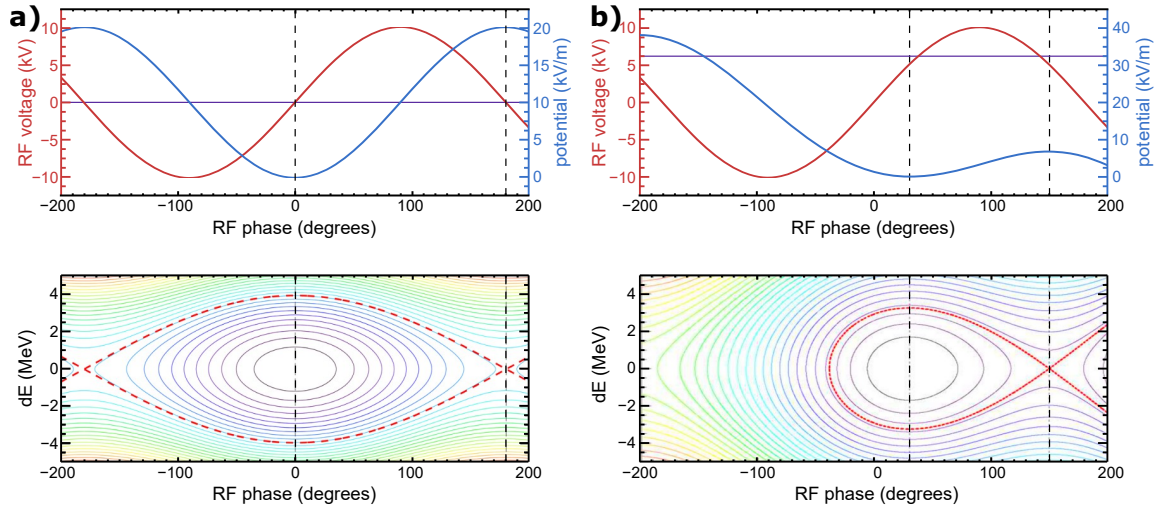 a)
RF voltage (kV)
10
5
0
−5
−10
potential (kV/m)
20
15
10
5
0
−200 −100 0 100 200
RF phase (degrees)
b)
RF voltage (kV)
10
5
0
−5
−10
potential (kV/m)
40
30
20
10
0
−200 −100 0 100 200
RF phase (degrees)
dE (MeV)
4
2
0
−2
−4
−200 −100 0 100 200
RF phase (degrees)
dE (MeV)
4
2
0
−2
−4
−200 −100 0 100 200
RF phase (degrees)